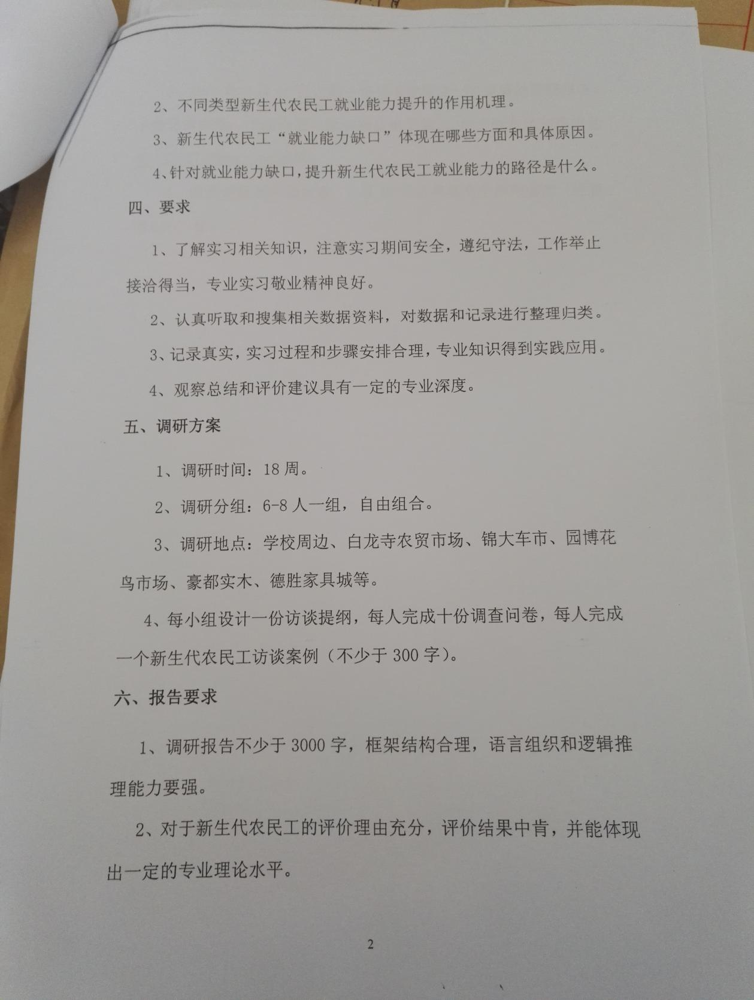 2、不同类型新生代农民工就业能力提升的作用机理。
3、新生代农民工“就业能力缺口”体现在哪些方面和具体原因。
4、针对就业能力缺口，提升新生代农民工就业能力的路径是什么。
四、要求
1、了解实习相关知识，注意实习期间安全，遵纪守法，工作举止
接洽得当，专业实习敬业精神良好。
2、认真听取和搜集相关数据资料，对数据和记录进行整理归类。
3、记录真实，实习过程和步骤安排合理，专业知识得到实践应用。
4、观察总结和评价建议具有一定的专业深度。
五、调研方案
1、调研时间：18 周。
2、调研分组：6-8 人一组，自由组合。
3、调研地点：学校周边、白龙寺农贸市场、锦大车市、园博花
鸟市场、豪都实木、德胜家具城等。
4、每小组设计一份访谈提纲，每人完成十份调查问卷，每人完成
一个新生代农民工访谈案例（不少于 300 字）。
六、报告要求
1、调研报告不少于 3000 字，框架结构合理，语言组织和逻辑推
理能力要强。
2、对于新生代农民工的评价理由充分，评价结果中肯，并能体现
出一定的专业理论水平。
2